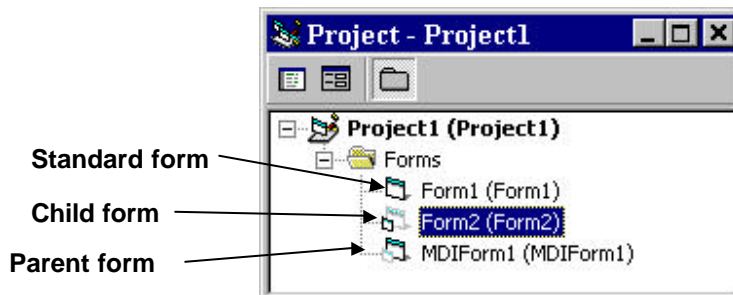 Project - Project1
Project1 (Project1)
Forms
Standard form
Form1 (Form1)
Child form
Form2 (Form2)
Parent form
MDIForm1 (MDIForm1)